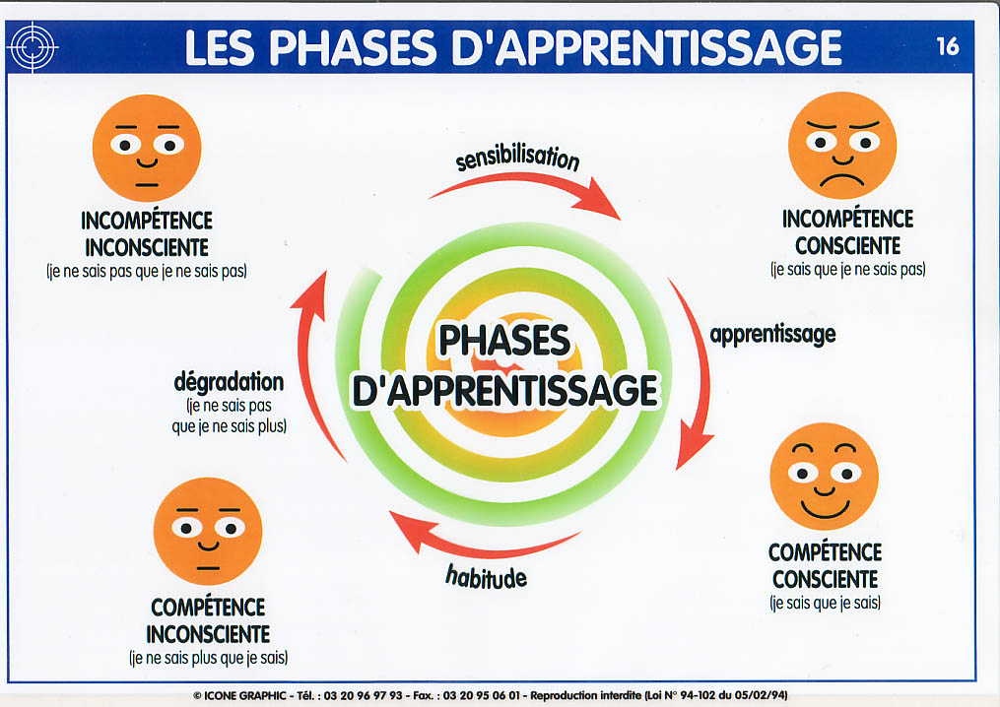 LES PHASES D'APPRENTISSAGE
16
sensibilisation
INCOMPÉTENCE
INCONSCIENTE
(je ne sais pas que je ne sais pas)
INCOMPÉTENCE
CONSCIENTE
(je sais que je ne sais pas)
PHASES
D'APPRENTISSAGE
apprentissage
dégradation
(je ne sais pas
que je ne sais plus)
COMPÉTENCE
CONSCIENTE
(je sais que je sais)
habitude
COMPÉTENCE
INCONSCIENTE
(je ne sais plus que je sais)
© ICONE GRAPHIC - Tél. : 03 20 96 97 93 - Fax. : 03 20 95 06 01 - Reproduction interdite (Loi N° 94-102 du 05/02/94)